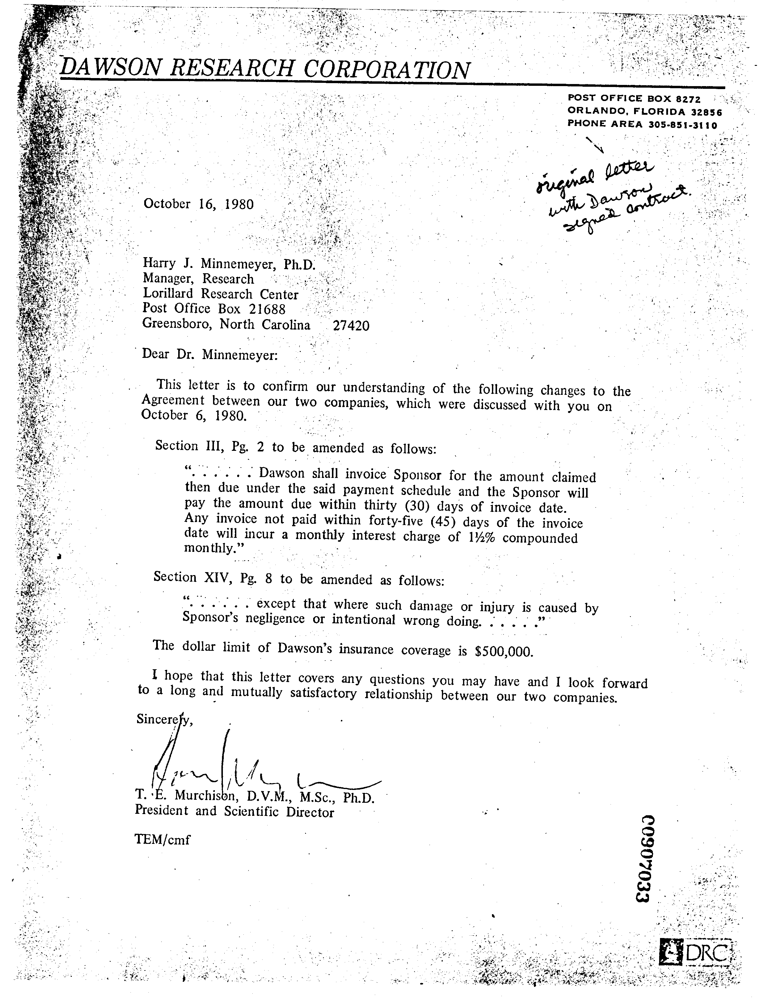 DAWSON RESEARCH CORPORATION
POST OFFICE BOX 8272
ORLANDO, FLORIDA 32856
PHONE AREA 305-851-3110
original letter
with Dawson
signed contract.
October 16, 1980
Harry J. Minnemeyer, Ph.D.
Manager, Research
Lorillard Research Center
Post Office Box 21688
Greensboro, North Carolina 27420
Dear Dr. Minnemeyer:
This letter is to confirm our understanding of the following changes to the
Agreement between our two companies, which were discussed with you on
October 6, 1980.
Section III, Pg. 2 to be amended as follows:
“. . . . . . Dawson shall invoice Sponsor for the amount claimed
then due under the said payment schedule and the Sponsor will
pay the amount due within thirty (30) days of invoice date.
Any invoice not paid within forty-five (45) days of the invoice
date will incur a monthly interest charge of 1½% compounded
monthly.”
Section XIV, Pg. 8 to be amended as follows:
“. . . . . . except that where such damage or injury is caused by
Sponsor's negligence or intentional wrong doing. . . . . .”
The dollar limit of Dawson's insurance coverage is $500,000.
I hope that this letter covers any questions you may have and I look forward
to a long and mutually satisfactory relationship between our two companies.
Sincerely,
T. E. Murchison, D.V.M., M.Sc., Ph.D.
President and Scientific Director
TEM/cmf
C0907033
DRC